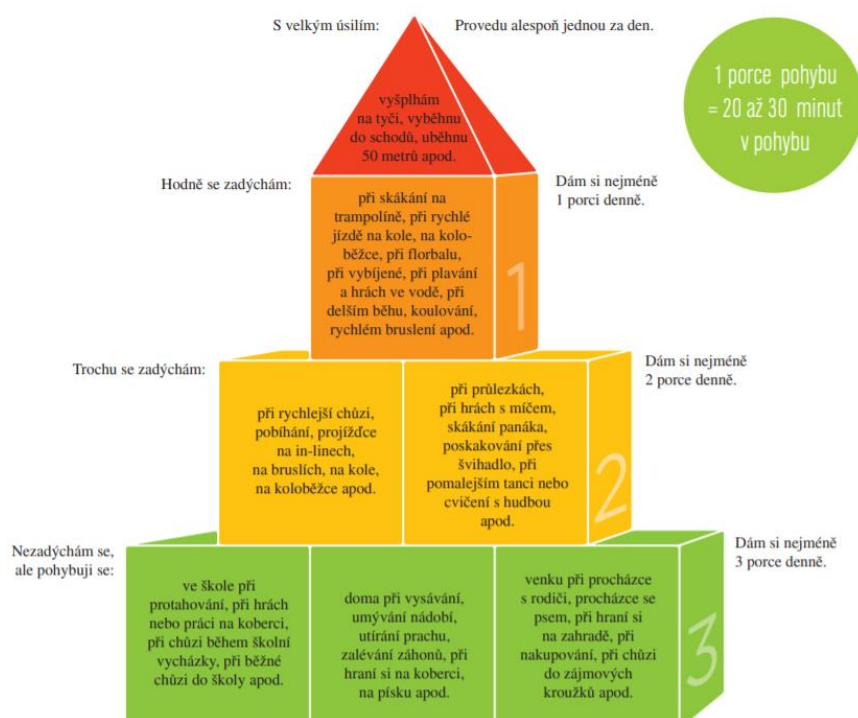 S velkým úsilím:
Provedu alespoň jednou za den.
1 porce pohybu
= 20 až 30 minut
v pohybu
vyšplhám
na tyči, vyběhnu
do schodů, uběhnu
50 metrů apod.
Hodně se zadýchám:
Dám si nejméně
1 porci denně.
při skákání na
trampolíně, při rychlé
jízdě na kole, na kolo-
běžce, při florbalu,
při vybíjené, při plavání
a hrách ve vodě, při
delším běhu, koulování,
rychlém bruslení apod.
1
Trochu se zadýchám:
Dám si nejméně
2 porce denně.
při rychlejší chůzi,
pobíhání, projížďce
na in-linech,
na bruslích, na kole,
na koloběžce apod.
při průlezkách,
při hrách s míčem,
skákání panáka,
poskakování přes
švihadlo, při
pomalejším tanci nebo
cvičení s hudbou
apod.
2
Nezadýchám se,
ale pohybuji se:
Dám si nejméně
3 porce denně.
ve škole při
protahování, při hrách
nebo práci na koberci,
při chůzi během školní
vycházky, při běžné
chůzi do školy apod.
doma při vysávání,
umývání nádobí,
utírání prachu,
zalévání záhonů, při
hraní si na koberci,
na písku apod.
venku při procházce
s rodiči, procházce se
psem, při hraní si
na zahradě, při
nakupování, při chůzi
do zájmových
kroužků apod.
3